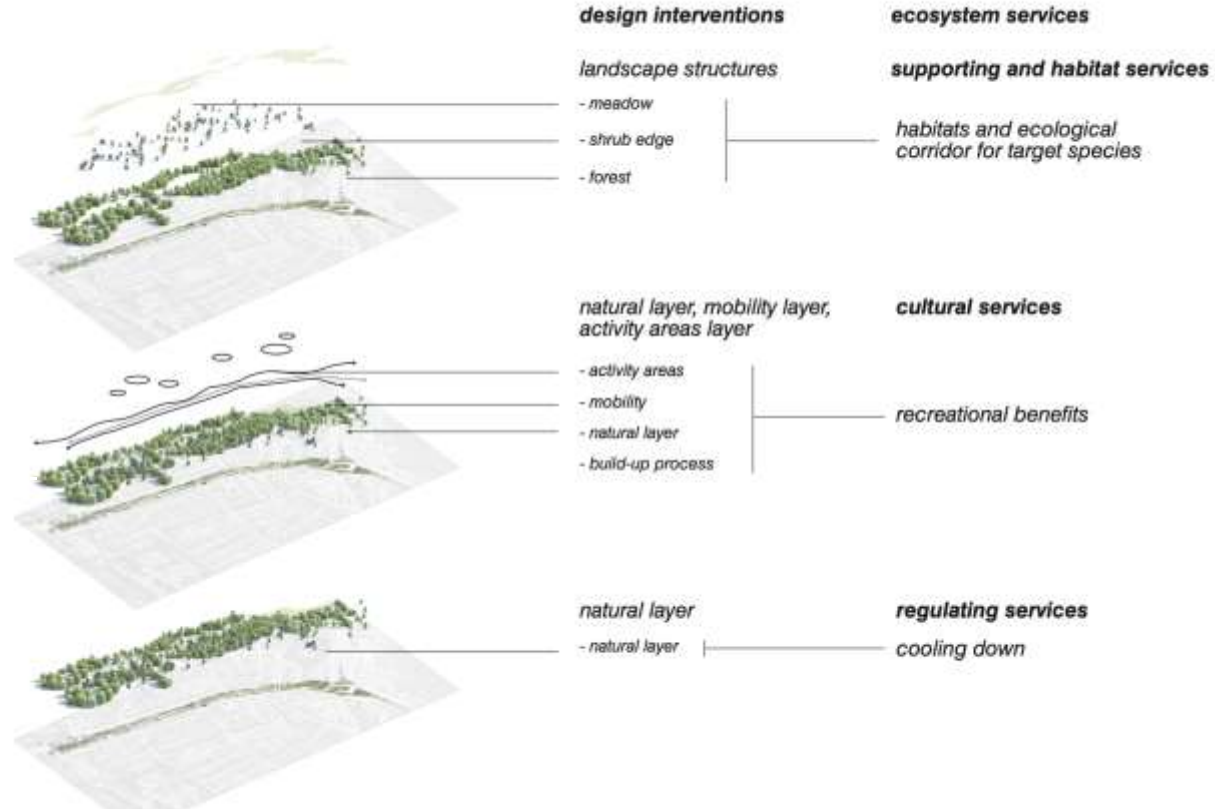 design interventions
ecosystem services
landscape structures
supporting and habitat services
- meadow
- shrub edge
- forest
habitats and ecological
corridor for target species
natural layer, mobility layer,
activity areas layer
cultural services
- activity areas
- mobility
- natural layer
- build-up process
recreational benefits
natural layer
regulating services
- natural layer
cooling down